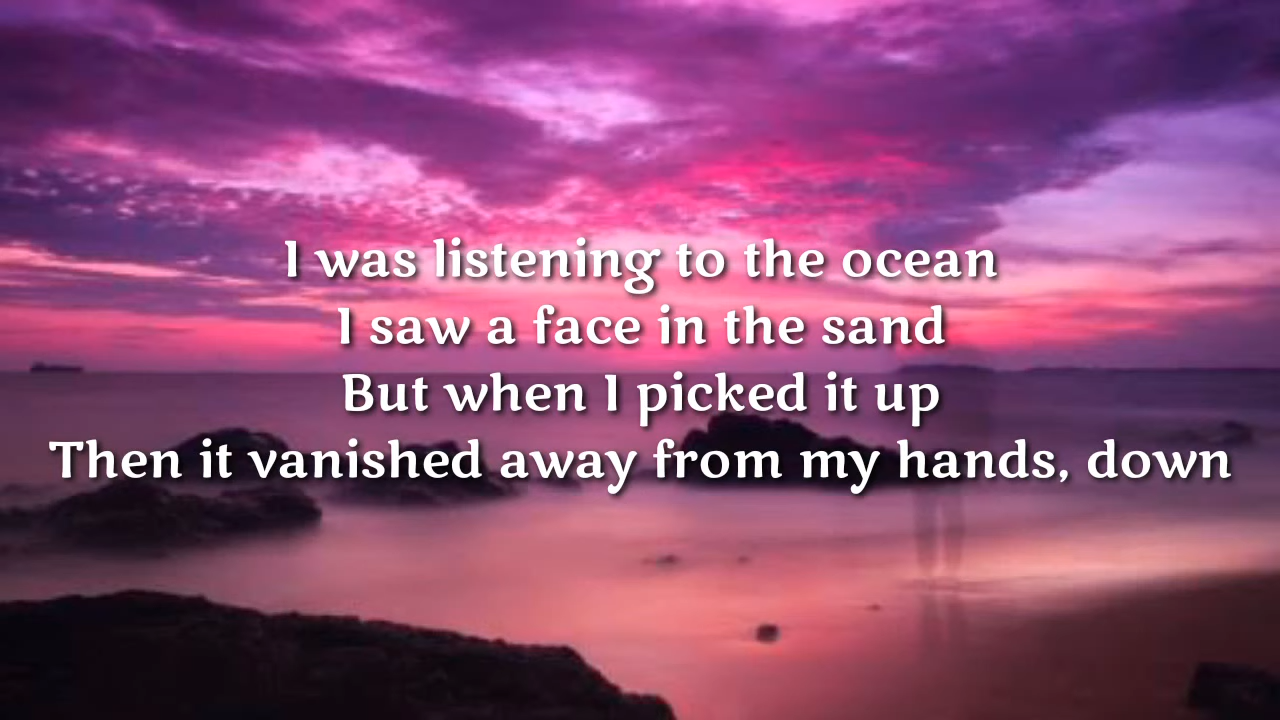 I was listening to the ocean
I saw a face in the sand
But when I picked it up
Then it vanished away from my hands, down